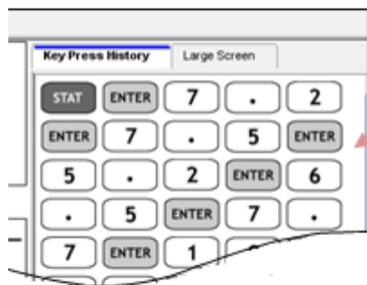 Key Press History Large Screen
STAT ENTER 7 . 2
ENTER 7 . 5 ENTER
5 . 2 ENTER 6
. 5 ENTER 7 .
7 ENTER 1